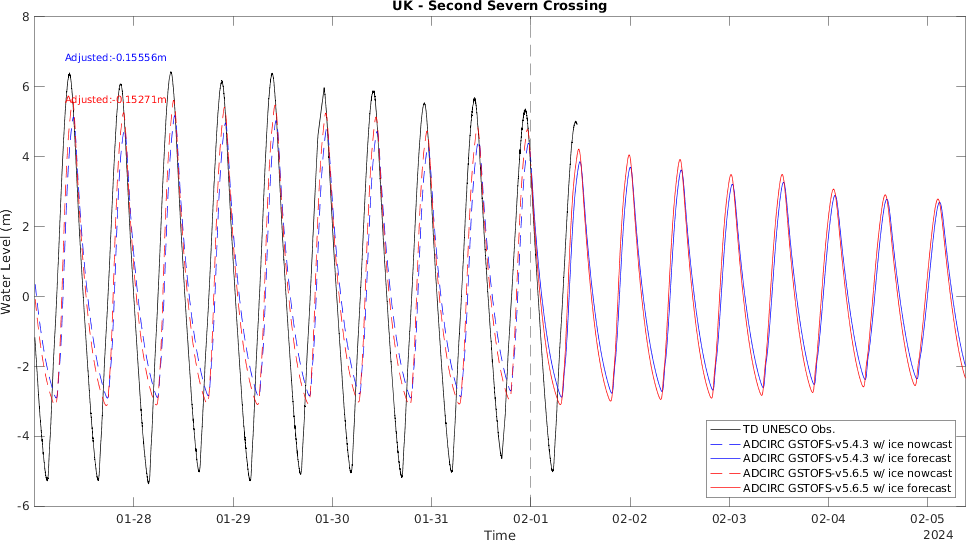 UK - Second Severn Crossing
Adjusted:-0.15556m
Adjusted:-0.15271m
Water Level (m)
8
6
4
2
0
-2
-4
-6
TD UNESCO Obs.
ADCIRC GSTOFS-v5.4.3 w/ ice nowcast
ADCIRC GSTOFS-v5.4.3 w/ ice forecast
ADCIRC GSTOFS-v5.6.5 w/ ice nowcast
ADCIRC GSTOFS-v5.6.5 w/ ice forecast
01-28 01-29 01-30 01-31 02-01 02-02 02-03 02-04 02-05
Time
2024